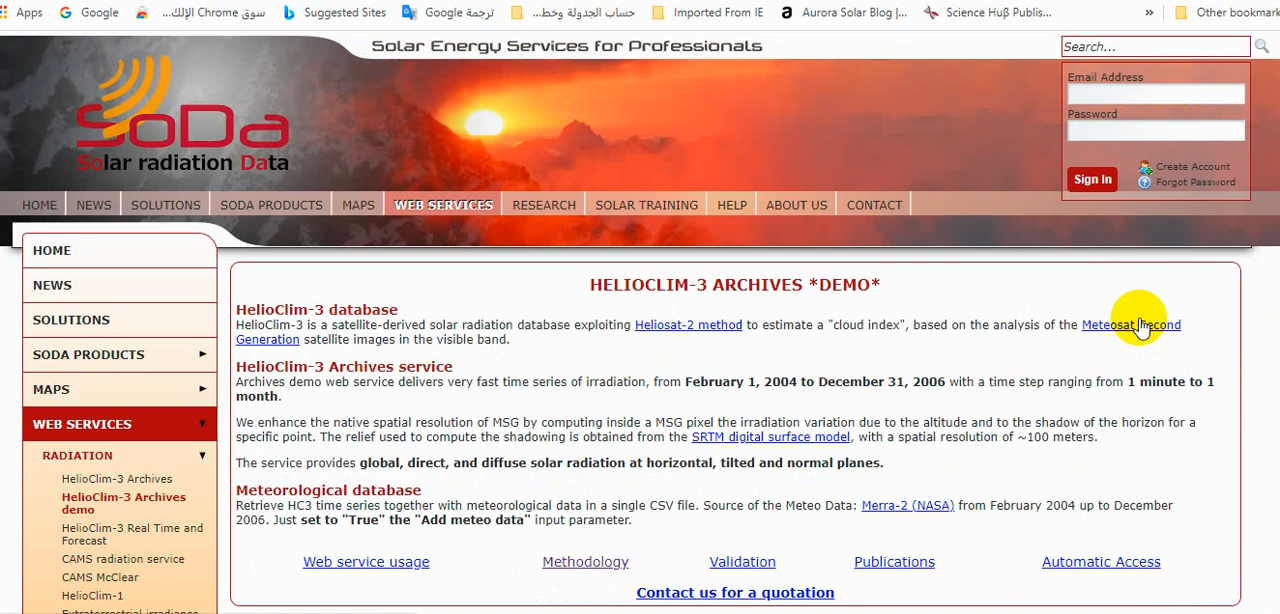 Apps
Google
سوق Chrome الإلك...
Suggested Sites
ترجمة Google
حساب الجدولة وخط...
Imported From IE
Aurora Solar Blog |...
Science Huβ Publis...
»
Other bookmark
Solar Energy Services for Professionals
Search...
Email Address
Password
Sign In
Create Account
Forgot Password
SoDa
Solar radiation Data
HOME
NEWS
SOLUTIONS
SODA PRODUCTS
MAPS
WEB SERVICES
RESEARCH
SOLAR TRAINING
HELP
ABOUT US
CONTACT
HOME
NEWS
SOLUTIONS
SODA PRODUCTS
MAPS
WEB SERVICES
RADIATION
HelioClim-3 Archives
HelioClim-3 Archives
demo
HelioClim-3 Real Time and
Forecast
CAMS radiation service
CAMS McClear
HelioClim-1
Extraterrestrial irradiance
HELIOCLIM-3 ARCHIVES *DEMO*
HelioClim-3 database
HelioClim-3 is a satellite-derived solar radiation database exploiting Heliosat-2 method to estimate a "cloud index", based on the analysis of the Meteosat Second
Generation satellite images in the visible band.
HelioClim-3 Archives service
Archives demo web service delivers very fast time series of irradiation, from February 1, 2004 to December 31, 2006 with a time step ranging from 1 minute to 1
month.
We enhance the native spatial resolution of MSG by computing inside a MSG pixel the irradiation variation due to the altitude and to the shadow of the horizon for a
specific point. The relief used to compute the shadowing is obtained from the SRTM digital surface model, with a spatial resolution of ~100 meters.
The service provides global, direct, and diffuse solar radiation at horizontal, tilted and normal planes.
Meteorological database
Retrieve HC3 time series together with meteorological data in a single CSV file. Source of the Meteo Data: Merra-2 (NASA) from February 2004 up to December
2006. Just set to "True" the "Add meteo data" input parameter.
Web service usage
Methodology
Validation
Publications
Automatic Access
Contact us for a quotation